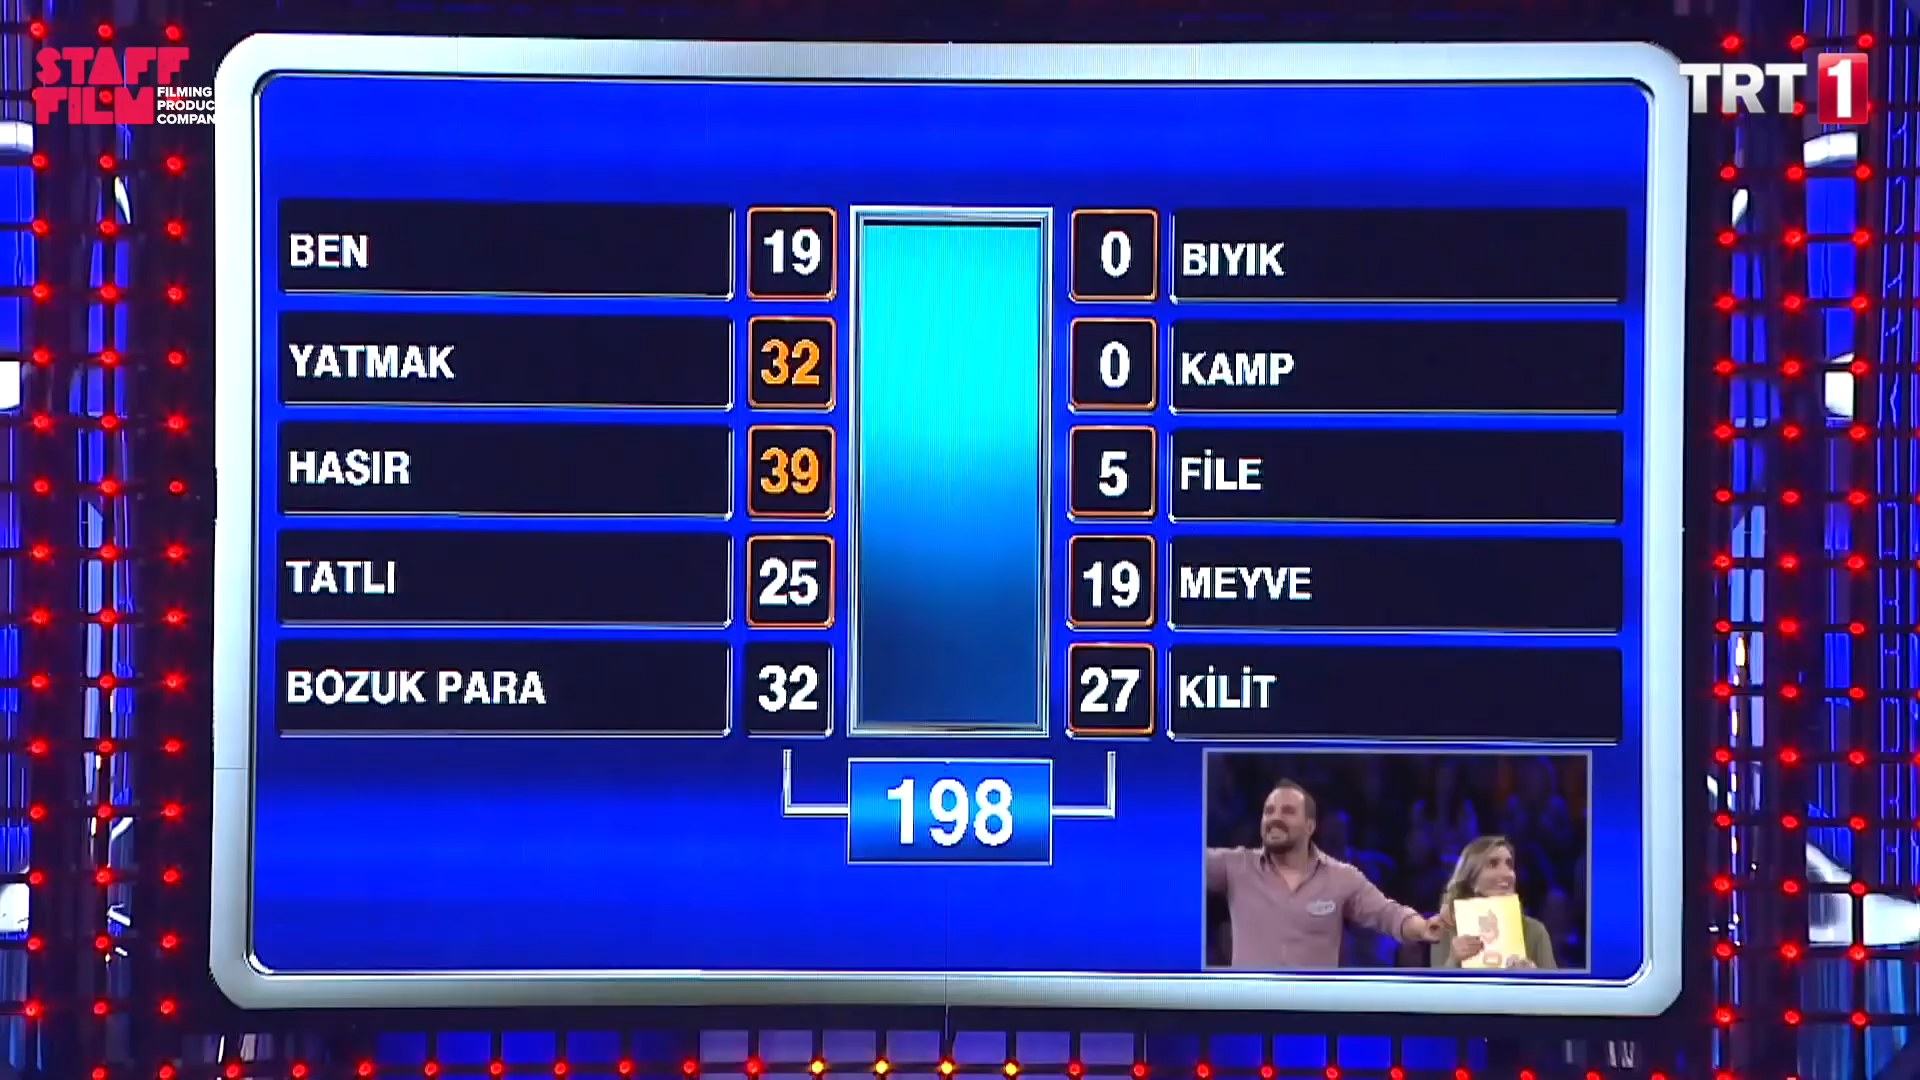 STAFF
FILM
FILMING
PRODUC
COMPAN
TRT 1
BEN 19 0 BIYIK
YATMAK 32 0 KAMP
HASIR 39 5 FİLE
TATLI 25 19 MEYVE
BOZUK PARA 32 27 KİLİT
198